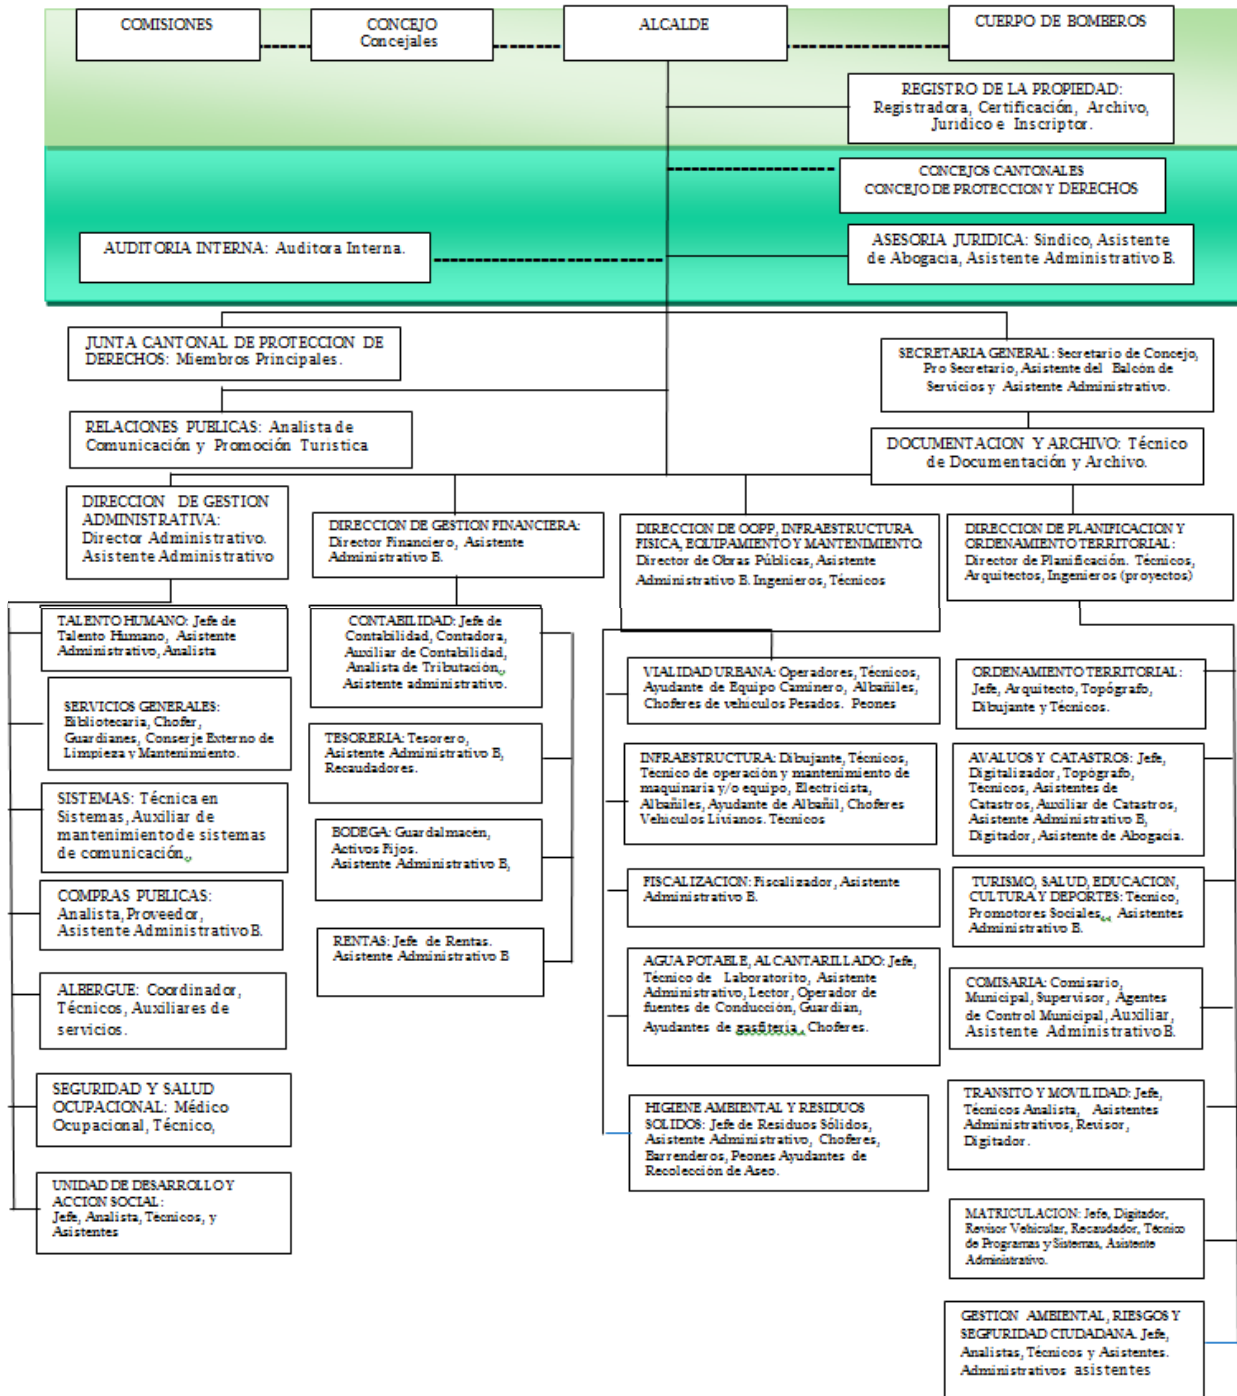 COMISIONES
CONCEJO
Concejales
ALCALDE
CUERPO DE BOMBEROS
REGISTRO DE LA PROPIEDAD:
Registradora, Certificación, Archivo,
Jurídico e Inscriptor.
CONCEJOS CANTONALES
CONCEJO DE PROTECCION Y DERECHOS
AUDITORIA INTERNA: Auditora Interna.
ASESORIA JURIDICA: Sindico, Asistente
de Abogacía, Asistente Administrativo B.
JUNTA CANTONAL DE PROTECCION DE
DERECHOS: Miembros Principales.
SECRETARIA GENERAL: Secretario de Concejo,
Pro Secretario, Asistente del Balcón de
Servicios y Asistente Administrativo.
RELACIONES PUBLICAS: Analista de
Comunicación y Promoción Turistica
DOCUMENTACION Y ARCHIVO: Técnico
de Documentación y Archivo.
DIRECCION DE GESTION
ADMINISTRATIVA:
Director Administrativo.
Asistente Administrativo
DIRECCION DE GESTION FINANCIERA:
Director Financiero, Asistente
Administrativo B.
DIRECCION DE OOPP, INFRAESTRUCTURA
FISICA, EQUIPAMIENTO Y MANTENIMIENTO:
Director de Obras Públicas, Asistente
Administrativo B. Ingenieros, Técnicos
DIRECCION DE PLANIFICACION Y
ORDENAMIENTO TERRITORIAL:
Director de Planificación. Técnicos,
Arquitectos, Ingenieros (proyectos)
TALENTO HUMANO: Jefe de
Talento Humano, Asistente
Administrativo, Analista
SERVICIOS GENERALES:
Bibliotecaria, Chofer,
Guardianes, Conserje Externo de
Limpieza y Mantenimiento.
SISTEMAS: Técnica en
Sistemas, Auxiliar de
mantenimiento de sistemas
de comunicación,
COMPRAS PUBLICAS:
Analista, Proveedor,
Asistente Administrativo B.
ALBERGUE: Coordinador,
Técnicos, Auxiliares de
servicios.
SEGURIDAD Y SALUD
OCUPACIONAL: Médico
Ocupacional, Técnico,
UNIDAD DE DESARROLLO Y
ACCION SOCIAL:
Jefe, Analista, Técnicos, y
Asistentes
CONTABILIDAD: Jefe de
Contabilidad, Contadora,
Auxiliar de Contabilidad,
Analista de Tributación,
Asistente administrativo.
TESORERIA: Tesorero,
Asistente Administrativo B,
Recaudadores.
BODEGA: Guardalmacén,
Activos Fijos.
Asistente Administrativo B,
RENTAS: Jefe de Rentas.
Asistente Administrativo B
VIALIDAD URBANA: Operadores, Técnicos,
Ayudante de Equipo Caminero, Albañiles,
Choferes de vehiculos Pesados. Peones
INFRAESTRUCTURA: Dibujante, Técnicos,
Técnico de operación y mantenimiento de
maquinaria y/o equipo, Electricista,
Albañiles, Ayudante de Albañil, Choferes
Vehiculos Livianos. Técnicos
FISCALIZACION: Fiscalizador, Asistente
Administrativo B.
AGUA POTABLE, ALCANTARILLADO: Jefe,
Técnico de Laboratorito, Asistente
Administrativo, Lector, Operador de
fuentes de Conducción, Guardián,
Ayudantes de gasfiteria , Choferes.
HIGIENE AMBIENTAL Y RESIDUOS
SOLIDOS: Jefe de Residuos Sólidos,
Asistente Administrativo, Choferes,
Barrenderos, Peones Ayudantes de
Recolección de Aseo.
ORDENAMIENTO TERRITORIAL:
Jefe, Arquitecto, Topógrafo,
Dibujante y Técnicos.
AVALUOS Y CATASTROS: Jefe,
Digitalizador, Topógrafo,
Técnicos, Asistentes de
Catastros, Auxiliar de Catastros,
Asistente Administrativo B,
Digitador, Asistente de Abogacía.
TURISMO, SALUD, EDUCACION,
CULTURA Y DEPORTES: Técnico,
Promotores Sociales,, Asistentes
Administrativo B.
COMISARIA: Comisario,
Municipal, Supervisor, Agentes
de Control Municipal, Auxiliar,
Asistente Administrativo B.
TRANSITO Y MOVILIDAD: Jefe,
Técnicos Analista, Asistentes
Administrativos, Revisor,
Digitador.
MATRICULACION: Jefe, Digitador,
Revisor Vehicular, Recaudador, Técnico
de Programas y Sistemas, Asistente
Administrativo.
GESTION AMBIENTAL, RIESGOS Y
SEGFURIDAD CIUDADANA. Jefe,
Analistas, Técnicos y Asistentes.
Administrativos asistentes